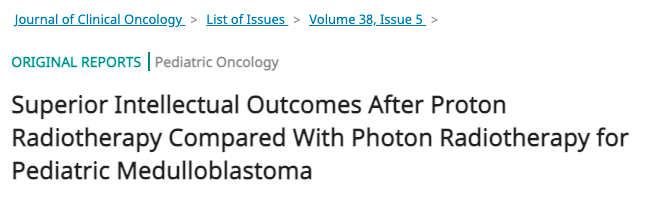 Journal of Clinical Oncology > List of Issues > Volume 38, Issue 5 >
ORIGINAL REPORTS | Pediatric Oncology
Superior Intellectual Outcomes After Proton
Radiotherapy Compared With Photon Radiotherapy for
Pediatric Medulloblastoma